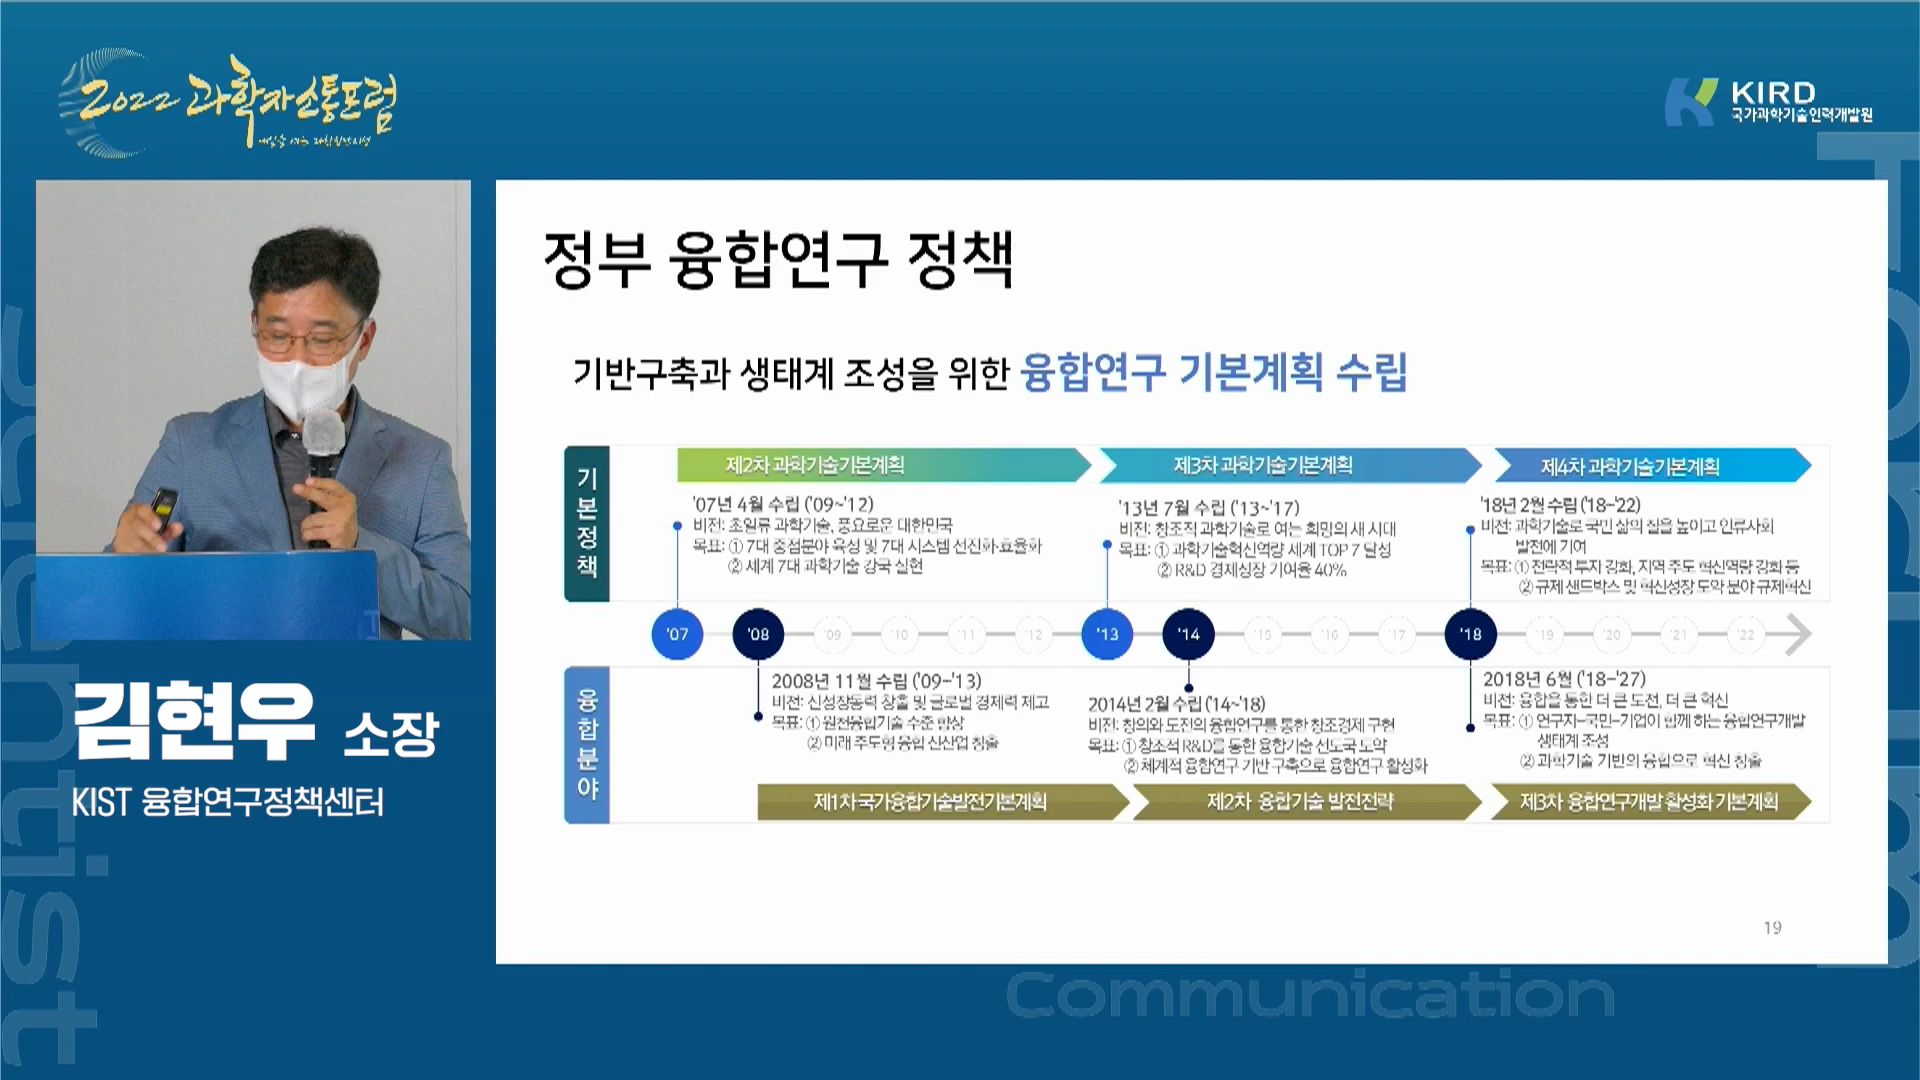 2022 과학자소통포럼
KIRD
국가과학기술인력개발원
정부 융합연구 정책
기반구축과 생태계 조성을 위한 융합연구 기본계획 수립
기본정책
제2차 과학기술기본계획
제3차 과학기술기본계획
제4차 과학기술기본계획
'07년 4월 수립 ('09~'12)
비전: 초일류 과학기술, 풍요로운 대한민국
목표: ① 7대 중점분야 육성 및 7대 시스템 선진화·효율화
② 세계 7대 과학기술 강국 실현
'13년 7월 수립 ('13~'17)
비전: 창조적 과학기술로 여는 희망의 새 시대
목표: ① 과학기술혁신역량 세계 TOP 7 달성
② R&D 경제성장 기여율 40%
'18년 2월 수립 ('18~'22)
비전: 과학기술로 국민 삶의 질을 높이고 인류사회
발전에 기여
목표: ① 전략적 투자 강화, 지역 주도 혁신역량 강화 등
② 규제 샌드박스 및 혁신성장 도약 분야 규제혁신
'07 '08 '09 '10 '11 '12 '13 '14 '15 '16 '17 '18 '19 '20 '21 '22
융합분야
2008년 11월 수립 ('09~'13)
비전: 신성장동력 창출 및 글로벌 경제력 제고
목표: ① 원천융합기술 수준 향상
② 미래 주도형 융합 신산업 창출
2014년 2월 수립 ('14~'18)
비전: 창의와 도전의 융합연구를 통한 창조경제 구현
목표: ① 창조적 R&D를 통한 융합기술 선도국 도약
② 체계적 융합연구 기반 구축으로 융합연구 활성화
2018년 6월 ('18~'27)
비전: 융합을 통한 더 큰 도전, 더 큰 혁신
목표: ① 연구자-국민-기업이 함께 하는 융합연구개발
생태계 조성
② 과학기술 기반의 융합으로 혁신 창출
제1차 국가융합기술발전기본계획
제2차 융합기술 발전전략
제3차 융합연구개발 활성화 기본계획
19
김현우 소장
KIST 융합연구정책센터
Scientist
Communication